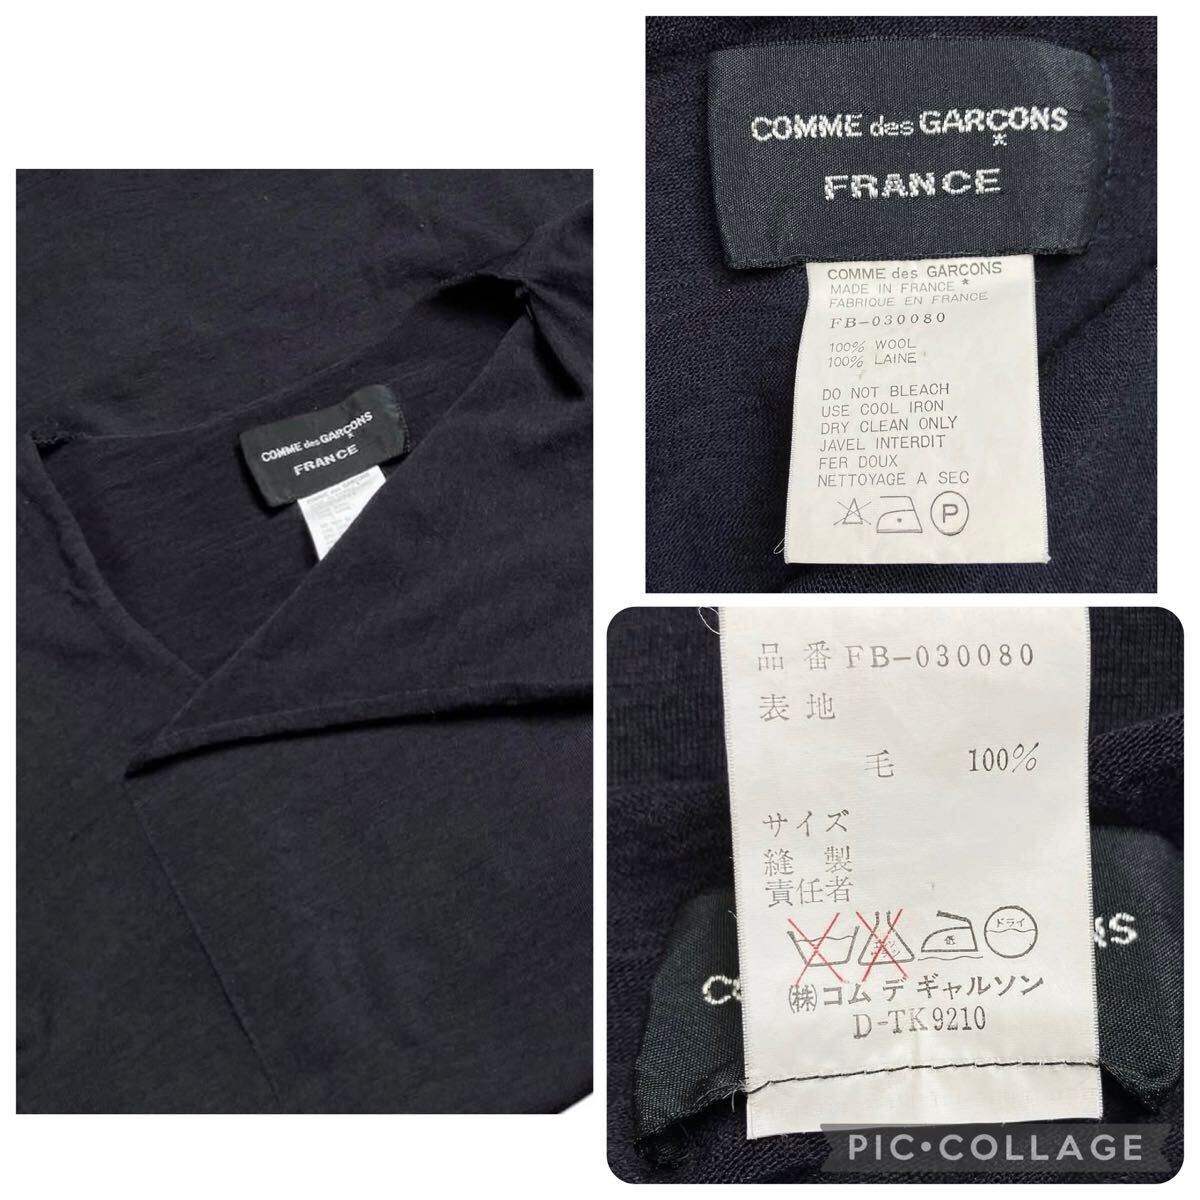 COMME des GARÇONS
*
FRANCE
COMME des GARCONS
COMME des GARÇONS
*
FRANCE
COMME des GARCONS
*
MADE IN FRANCE
FABRIQUE EN FRANCE
FB-030080
100% WOOL
100% LAINE
DO NOT BLEACH
USE COOL IRON
DRY CLEAN ONLY
JAVEL INTERDIT
FER DOUX
NETTOYAGE A SEC
P
品番 FB-030080
表地
毛 100%
サイズ
縫製
責任者
低 ドライ
㈱コム デ ギャルソン
D-TK9210
PIC•COLLAGE